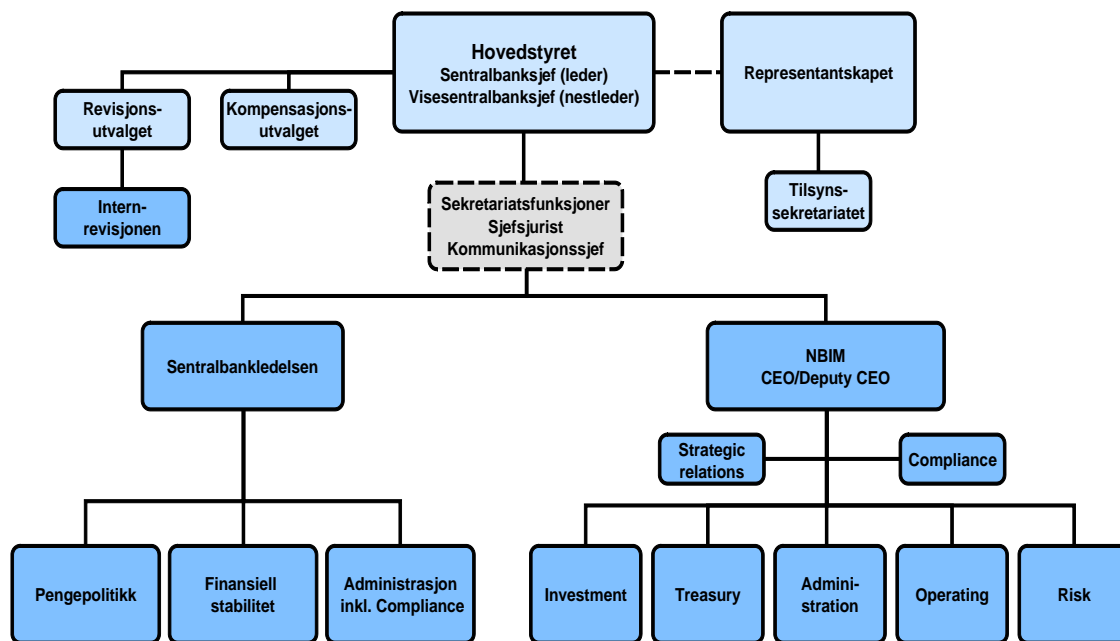 Hovedstyret
Sentralbanksjef (leder)
Visesentralbanksjef (nestleder)
Representantskapet
Revisjons-
utvalget
Kompensasjons-
utvalget
Intern-
revisjonen
Sekretariatsfunksjoner
Sjefsjurist
Kommunikasjonssjef
Tilsyns-
sekretariatet
Sentralbankledelsen
NBIM
CEO/Deputy CEO
Strategic
relations
Compliance
Pengepolitikk
Finansiell
stabilitet
Administrasjon
inkl. Compliance
Investment
Treasury
Admini-
stration
Operating
Risk